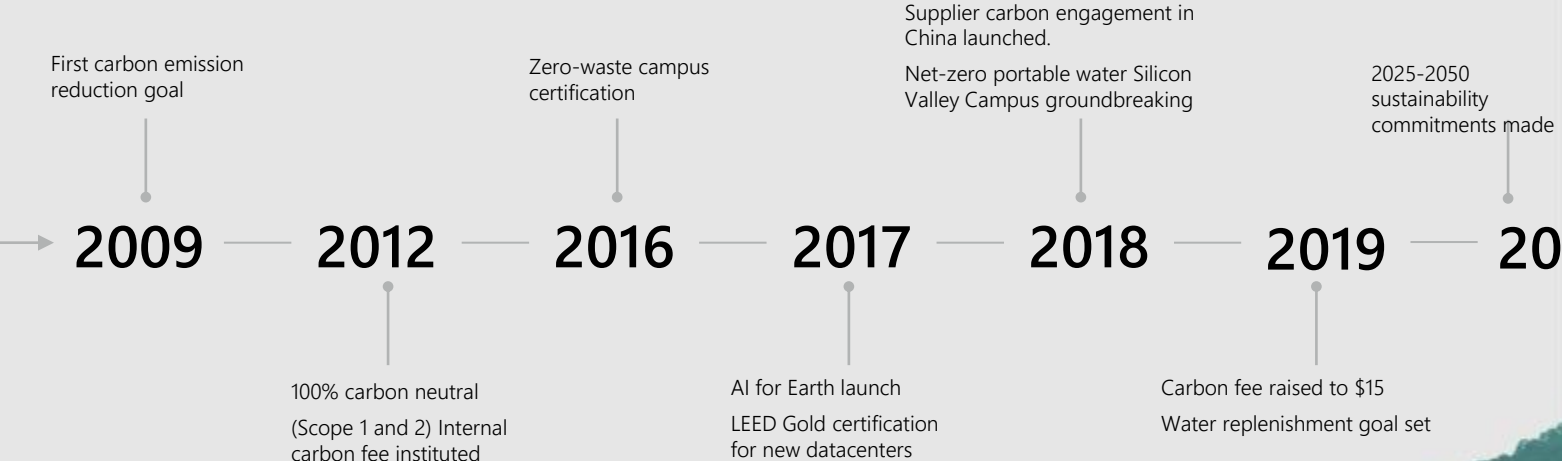 Supplier carbon engagement in
China launched.
Net-zero portable water Silicon
Valley Campus groundbreaking
First carbon emission
reduction goal
Zero-waste campus
certification
2025-2050
sustainability
commitments made
2009
2012
2016
2017
2018
2019
20
100% carbon neutral
(Scope 1 and 2) Internal
carbon fee instituted
AI for Earth launch
LEED Gold certification
for new datacenters
Carbon fee raised to $15
Water replenishment goal set